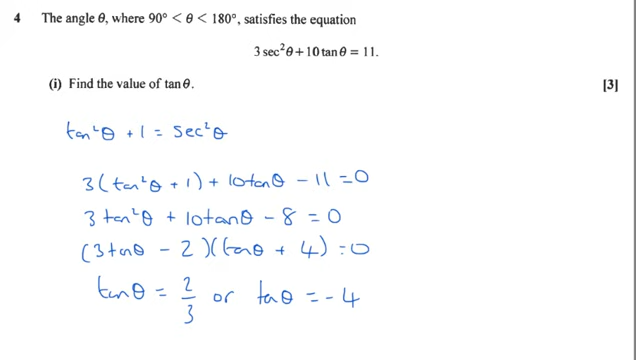 4 The angle θ, where 90° < θ < 180°, satisfies the equation
3 sec²θ + 10 tan θ = 11.
(i) Find the value of tan θ. [3]
tan²θ + 1 = sec²θ
3(tan²θ + 1) + 10tanθ - 11 = 0
3 tan²θ + 10tanθ - 8 = 0
(3tanθ - 2)(tanθ + 4) = 0
tanθ = 2/3 or tanθ = -4